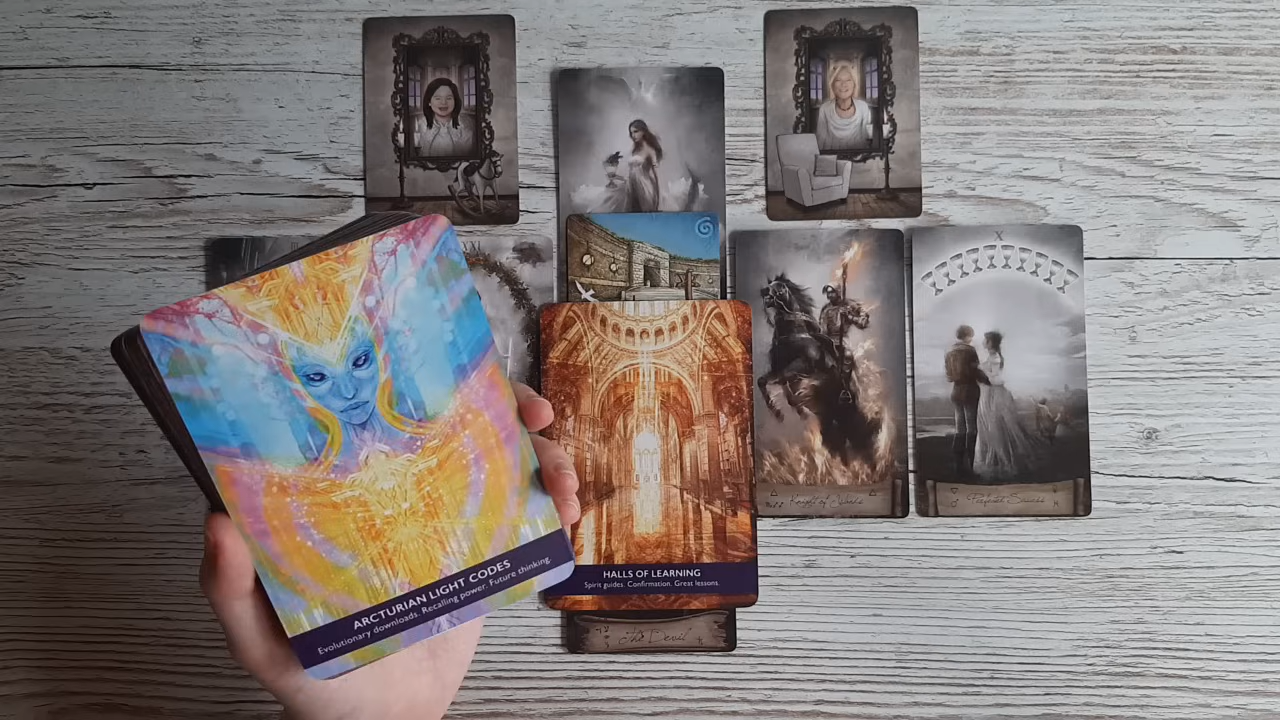 X
Knight of Wands
Perfect Success
HALLS OF LEARNING
Spirit guides. Confirmation. Great lessons.
ARCTURIAN LIGHT CODES
Evolutionary downloads. Recalling power. Future thinking.
The Devil